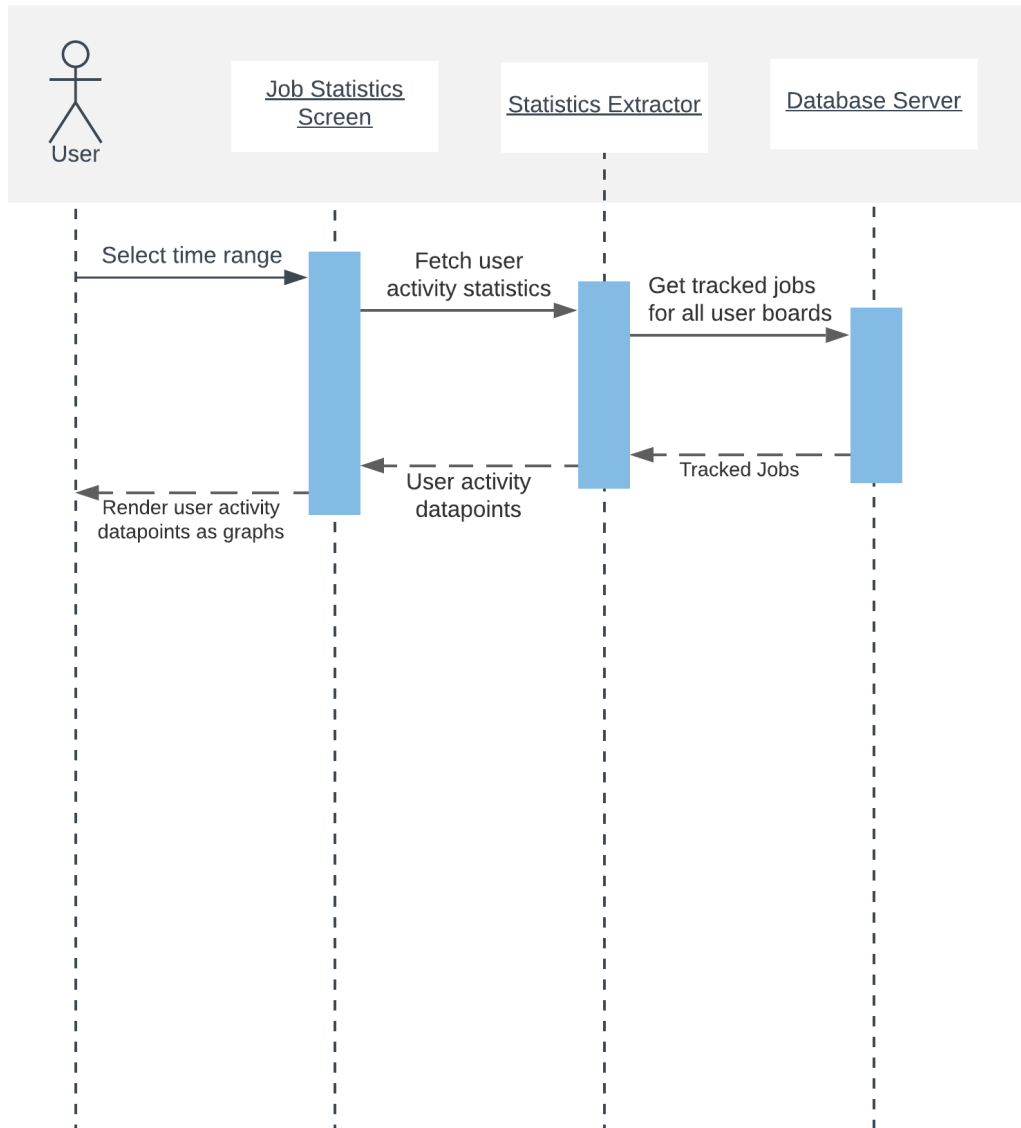 User
Job Statistics
Screen
Statistics Extractor
Database Server
Select time range
Fetch user
activity statistics
Get tracked jobs
for all user boards
Tracked Jobs
User activity
datapoints
Render user activity
datapoints as graphs